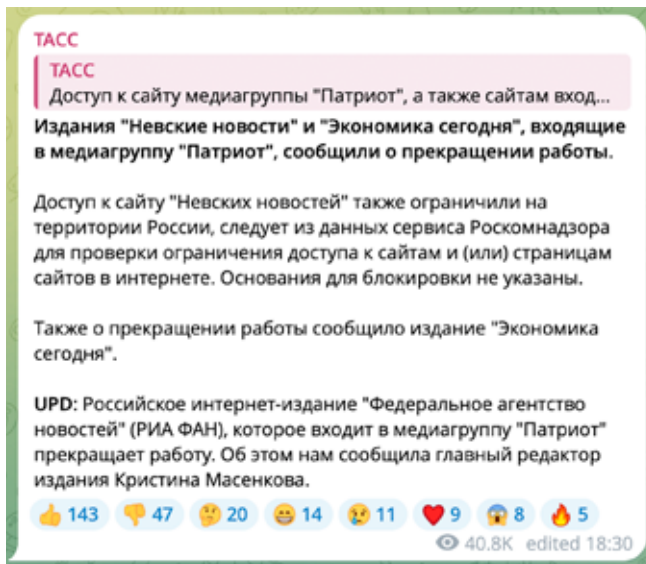 ТАСС
ТАСС
Доступ к сайту медиагруппы "Патриот", а также сайтам вход...
Издания "Невские новости" и "Экономика сегодня", входящие
в медиагруппу "Патриот", сообщили о прекращении работы.
Доступ к сайту "Невских новостей" также ограничили на
территории России, следует из данных сервиса Роскомнадзора
для проверки ограничения доступа к сайтам и (или) страницам
сайтов в интернете. Основания для блокировки не указаны.
Также о прекращении работы сообщило издание "Экономика
сегодня".
UPD: Российское интернет-издание "Федеральное агентство
новостей" (РИА ФАН), которое входит в медиагруппу "Патриот"
прекращает работу. Об этом нам сообщила главный редактор
издания Кристина Масенкова.
👍 143 👎 47 🤔 20 😁 14 😢 11 ❤ 9 😱 8 🔥 5
40.8K edited 18:30